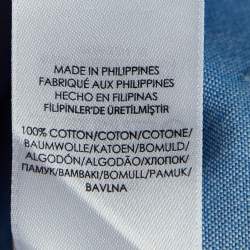 MADE IN PHILIPPINES
FABRIQUÉ AUX PHILIPPINES
HECHO EN FILIPINAS
FİLİPİNLER'DE ÜRETİLMİŞTİR
100% COTTON/COTON/COTONE/
BAUMWOLLE/KATOEN/BOMULD/
ALGODÓN/ALGODÃO/ХЛОПОК/
ПАМУК/ΒΑΜΒΑΚΙ/BOMULL/PAMUK/
BAVLNA